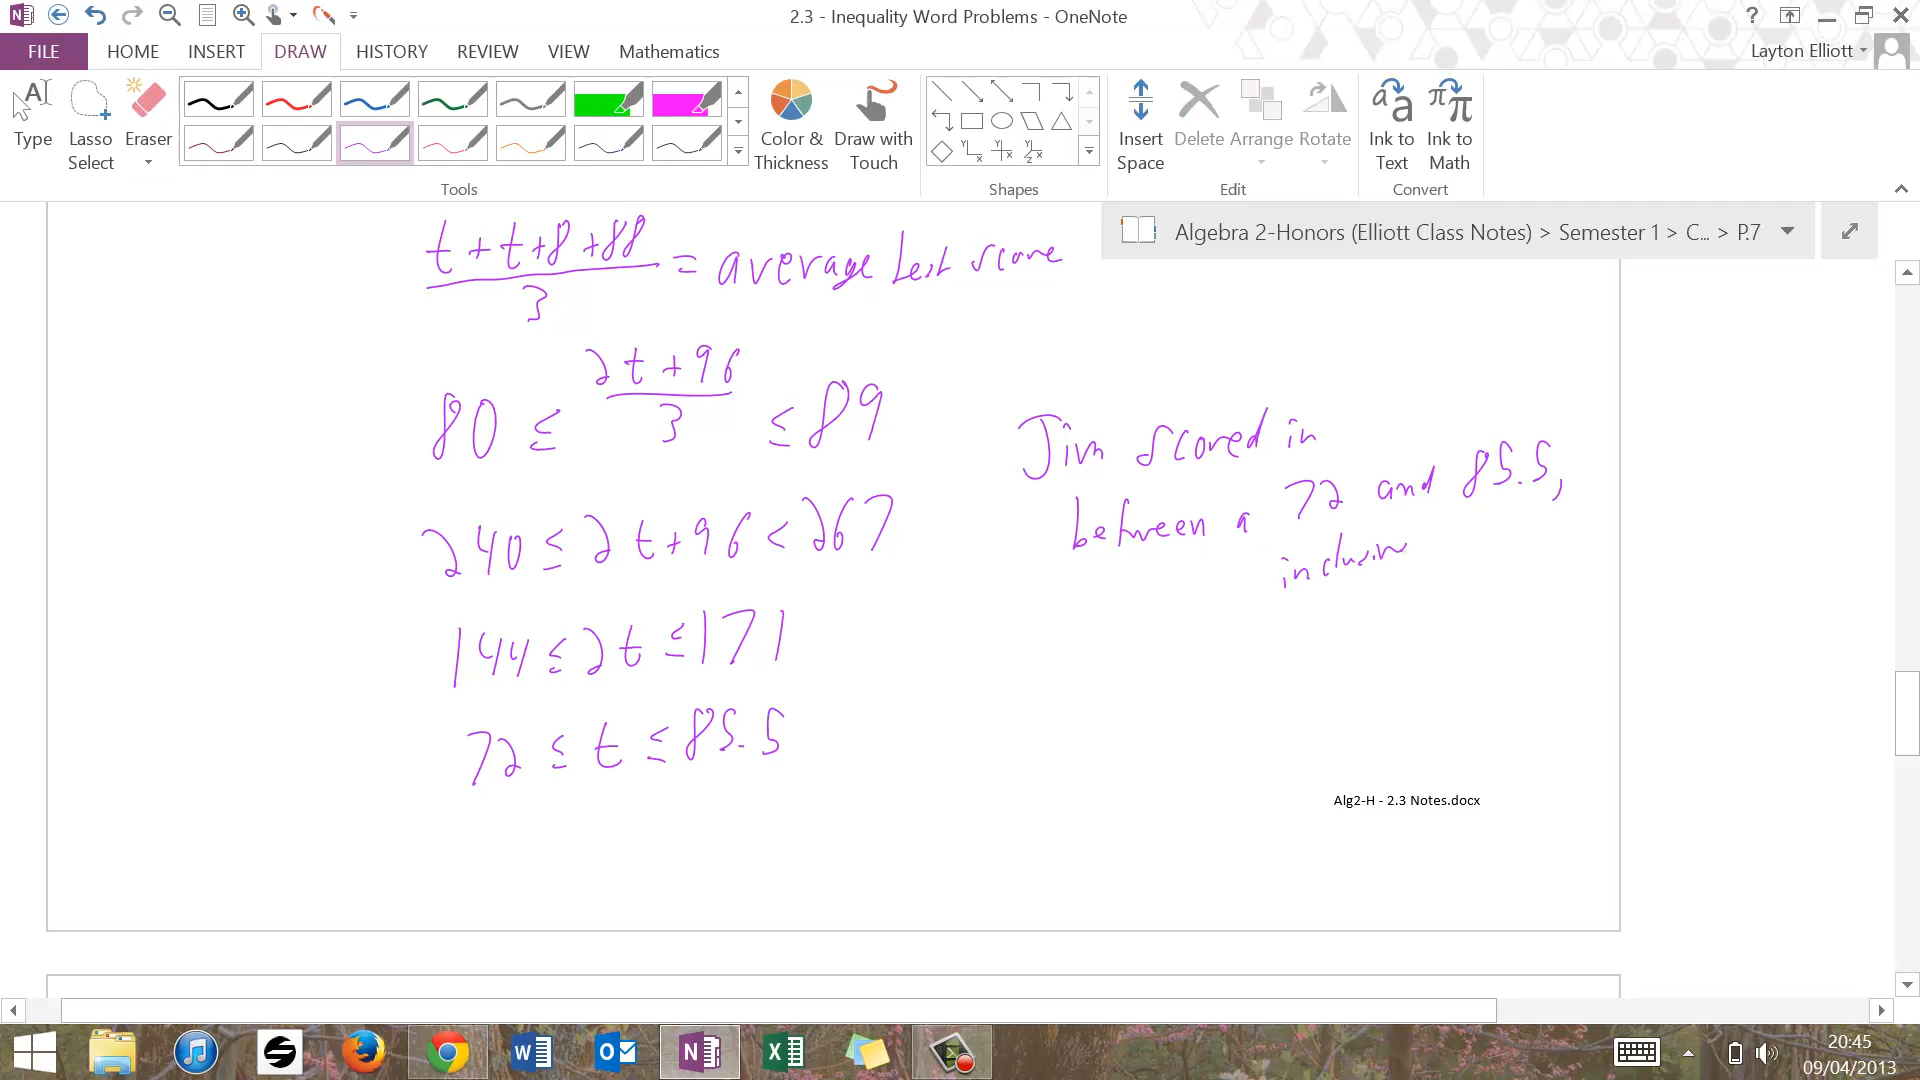 2.3 - Inequality Word Problems - OneNote
?
FILE HOME INSERT DRAW HISTORY REVIEW VIEW Mathematics
Layton Elliott
Type
Lasso Select
Eraser
Color & Thickness
Draw with Touch
Insert Space
Delete
Arrange
Rotate
Ink to Text
Ink to Math
Tools
Shapes
Edit
Convert
Algebra 2-Honors (Elliott Class Notes) > Semester 1 > C... > P.7
t + t + 8 + 88
3
= average test score
2t + 96
3
80 ≤ ≤ 89
240 ≤ 2t + 96 < 267
144 ≤ 2t ≤ 171
72 ≤ t ≤ 85.5
Jim scored in
between a 72 and 85.5,
Alg2-H - 2.3 Notes.docx
20:45
09/04/2013